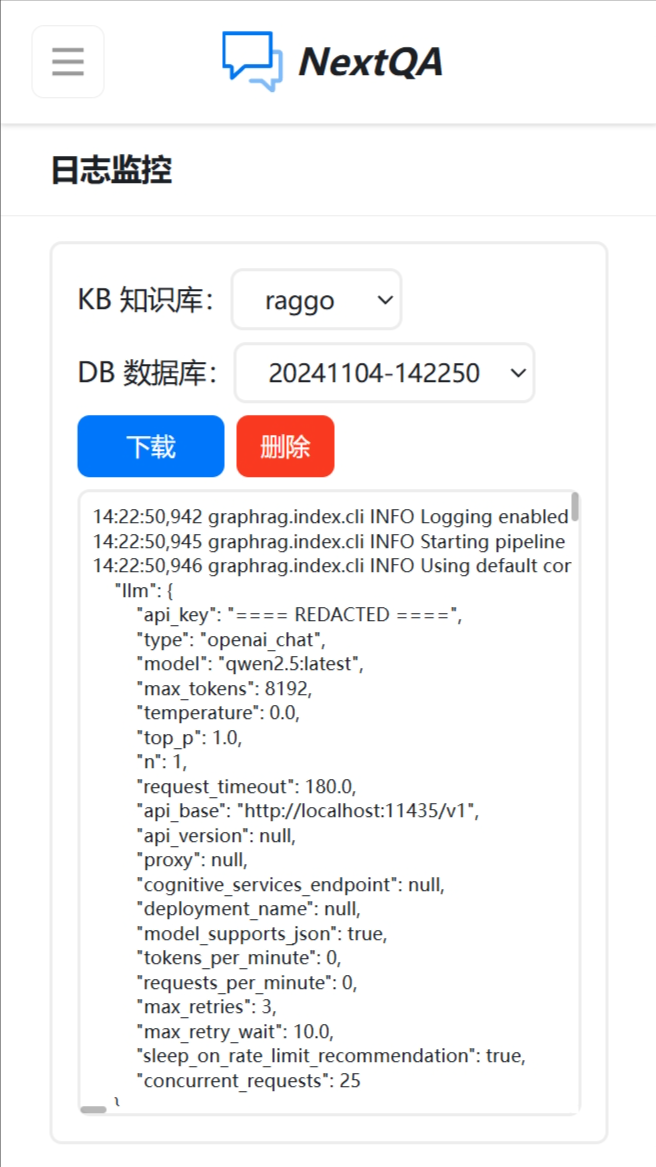 NextQA
日志监控
KB 知识库： raggo
DB 数据库： 20241104-142250
下载 删除
14:22:50,942 graphrag.index.cli INFO Logging enabled
14:22:50,945 graphrag.index.cli INFO Starting pipeline
14:22:50,946 graphrag.index.cli INFO Using default cor
"llm": {
"api_key": "==== REDACTED ====",
"type": "openai_chat",
"model": "qwen2.5:latest",
"max_tokens": 8192,
"temperature": 0.0,
"top_p": 1.0,
"n": 1,
"request_timeout": 180.0,
"api_base": "http://localhost:11435/v1",
"api_version": null,
"proxy": null,
"cognitive_services_endpoint": null,
"deployment_name": null,
"model_supports_json": true,
"tokens_per_minute": 0,
"requests_per_minute": 0,
"max_retries": 3,
"max_retry_wait": 10.0,
"sleep_on_rate_limit_recommendation": true,
"concurrent_requests": 25